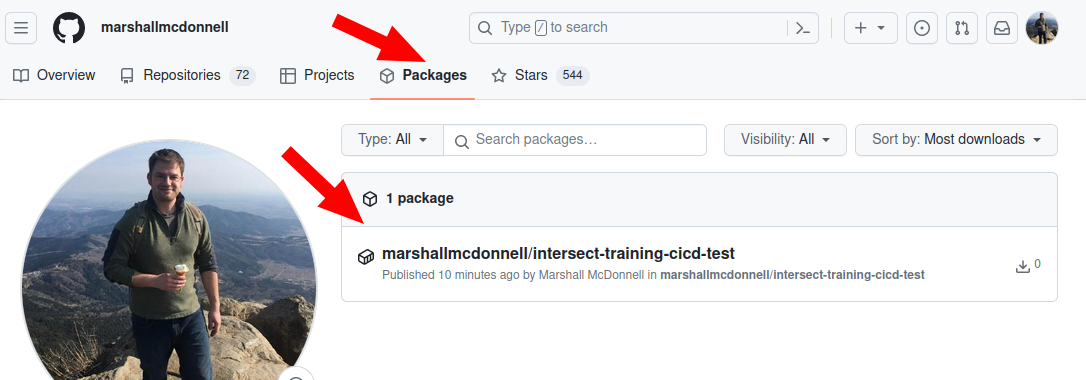 marshallmcdonnell
Type / to search
Overview
Repositories 72
Projects
Packages
Stars 544
Type: All
Search packages…
Visibility: All
Sort by: Most downloads
1 package
marshallmcdonnell/intersect-training-cicd-test
Published 10 minutes ago by Marshall McDonnell in marshallmcdonnell/intersect-training-cicd-test
0